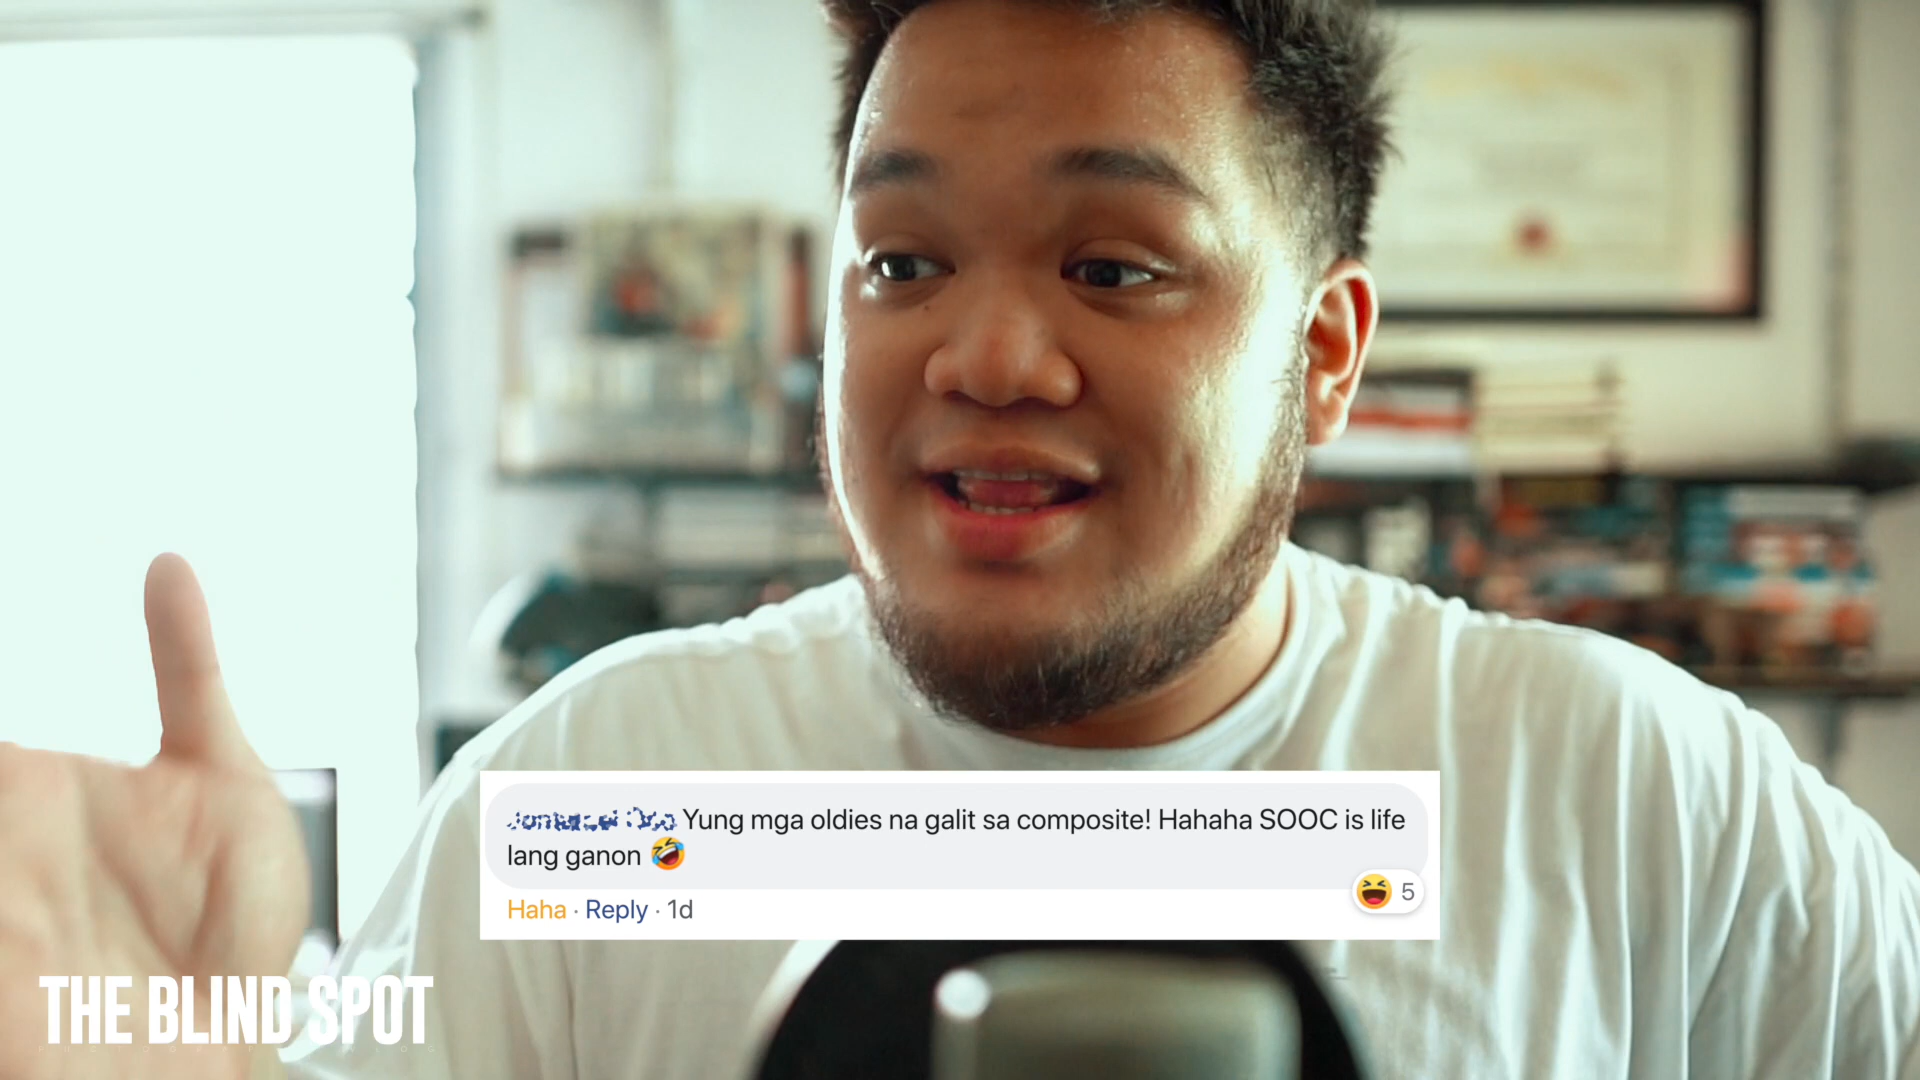 Yung mga oldies na galit sa composite! Hahaha SOOC is life
lang ganon 🤣
😆 5
Haha · Reply · 1d
THE BLIND SPOT